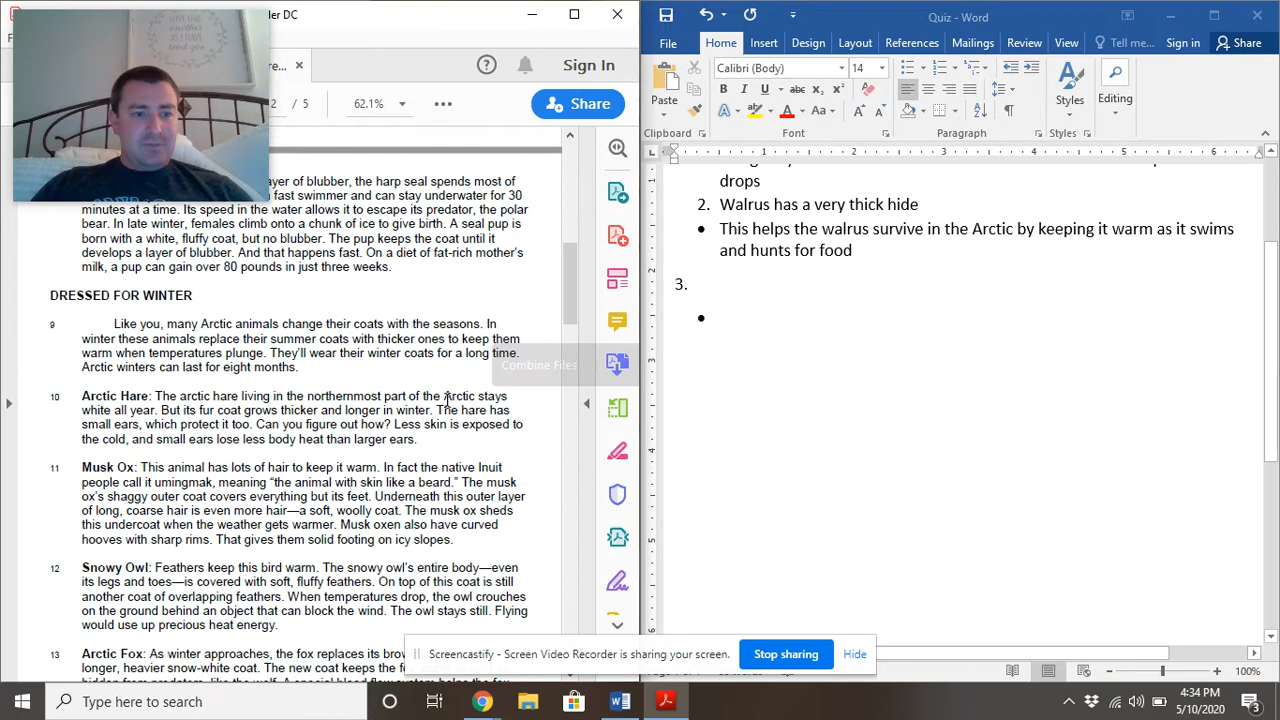 der DC
re...
Sign In
2 / 5
62.1%
Share
ayer of blubber, the harp seal spends most of
fast swimmer and can stay underwater for 30
minutes at a time. Its speed in the water allows it to escape its predator, the polar
bear. In late winter, females climb onto a chunk of ice to give birth. A seal pup is
born with a white, fluffy coat, but no blubber. The pup keeps the coat until it
develops a layer of blubber. And that happens fast. On a diet of fat-rich mother's
milk, a pup can gain over 80 pounds in just three weeks.
DRESSED FOR WINTER
9 Like you, many Arctic animals change their coats with the seasons. In
winter these animals replace their summer coats with thicker ones to keep them
warm when temperatures plunge. They'll wear their winter coats for a long time.
Arctic winters can last for eight months.
Combine Files
10 Arctic Hare: The arctic hare living in the northernmost part of the Arctic stays
white all year. But its fur coat grows thicker and longer in winter. The hare has
small ears, which protect it too. Can you figure out how? Less skin is exposed to
the cold, and small ears lose less body heat than larger ears.
11 Musk Ox: This animal has lots of hair to keep it warm. In fact the native Inuit
people call it umingmak, meaning "the animal with skin like a beard." The musk
ox's shaggy outer coat covers everything but its feet. Underneath this outer layer
of long, coarse hair is even more hair—a soft, woolly coat. The musk ox sheds
this undercoat when the weather gets warmer. Musk oxen also have curved
hooves with sharp rims. That gives them solid footing on icy slopes.
12 Snowy Owl: Feathers keep this bird warm. The snowy owl's entire body—even
its legs and toes—is covered with soft, fluffy feathers. On top of this coat is still
another coat of overlapping feathers. When temperatures drop, the owl crouches
on the ground behind an object that can block the wind. The owl stays still. Flying
would use up precious heat energy.
13 Arctic Fox: As winter approaches, the fox replaces its brow
longer, heavier snow-white coat. The new coat keeps the fo
Quiz - Word
File Home Insert Design Layout References Mailings Review View Tell me... Sign in Share
Calibri (Body) 14
Paste
Styles
Editing
Clipboard Font Paragraph Styles
1 2 3 4 5 6
drops
2. Walrus has a very thick hide
• This helps the walrus survive in the Arctic by keeping it warm as it swims
and hunts for food
3.
•
Screencastify - Screen Video Recorder is sharing your screen. Stop sharing Hide
100%
Type here to search
4:34 PM
5/10/2020
3